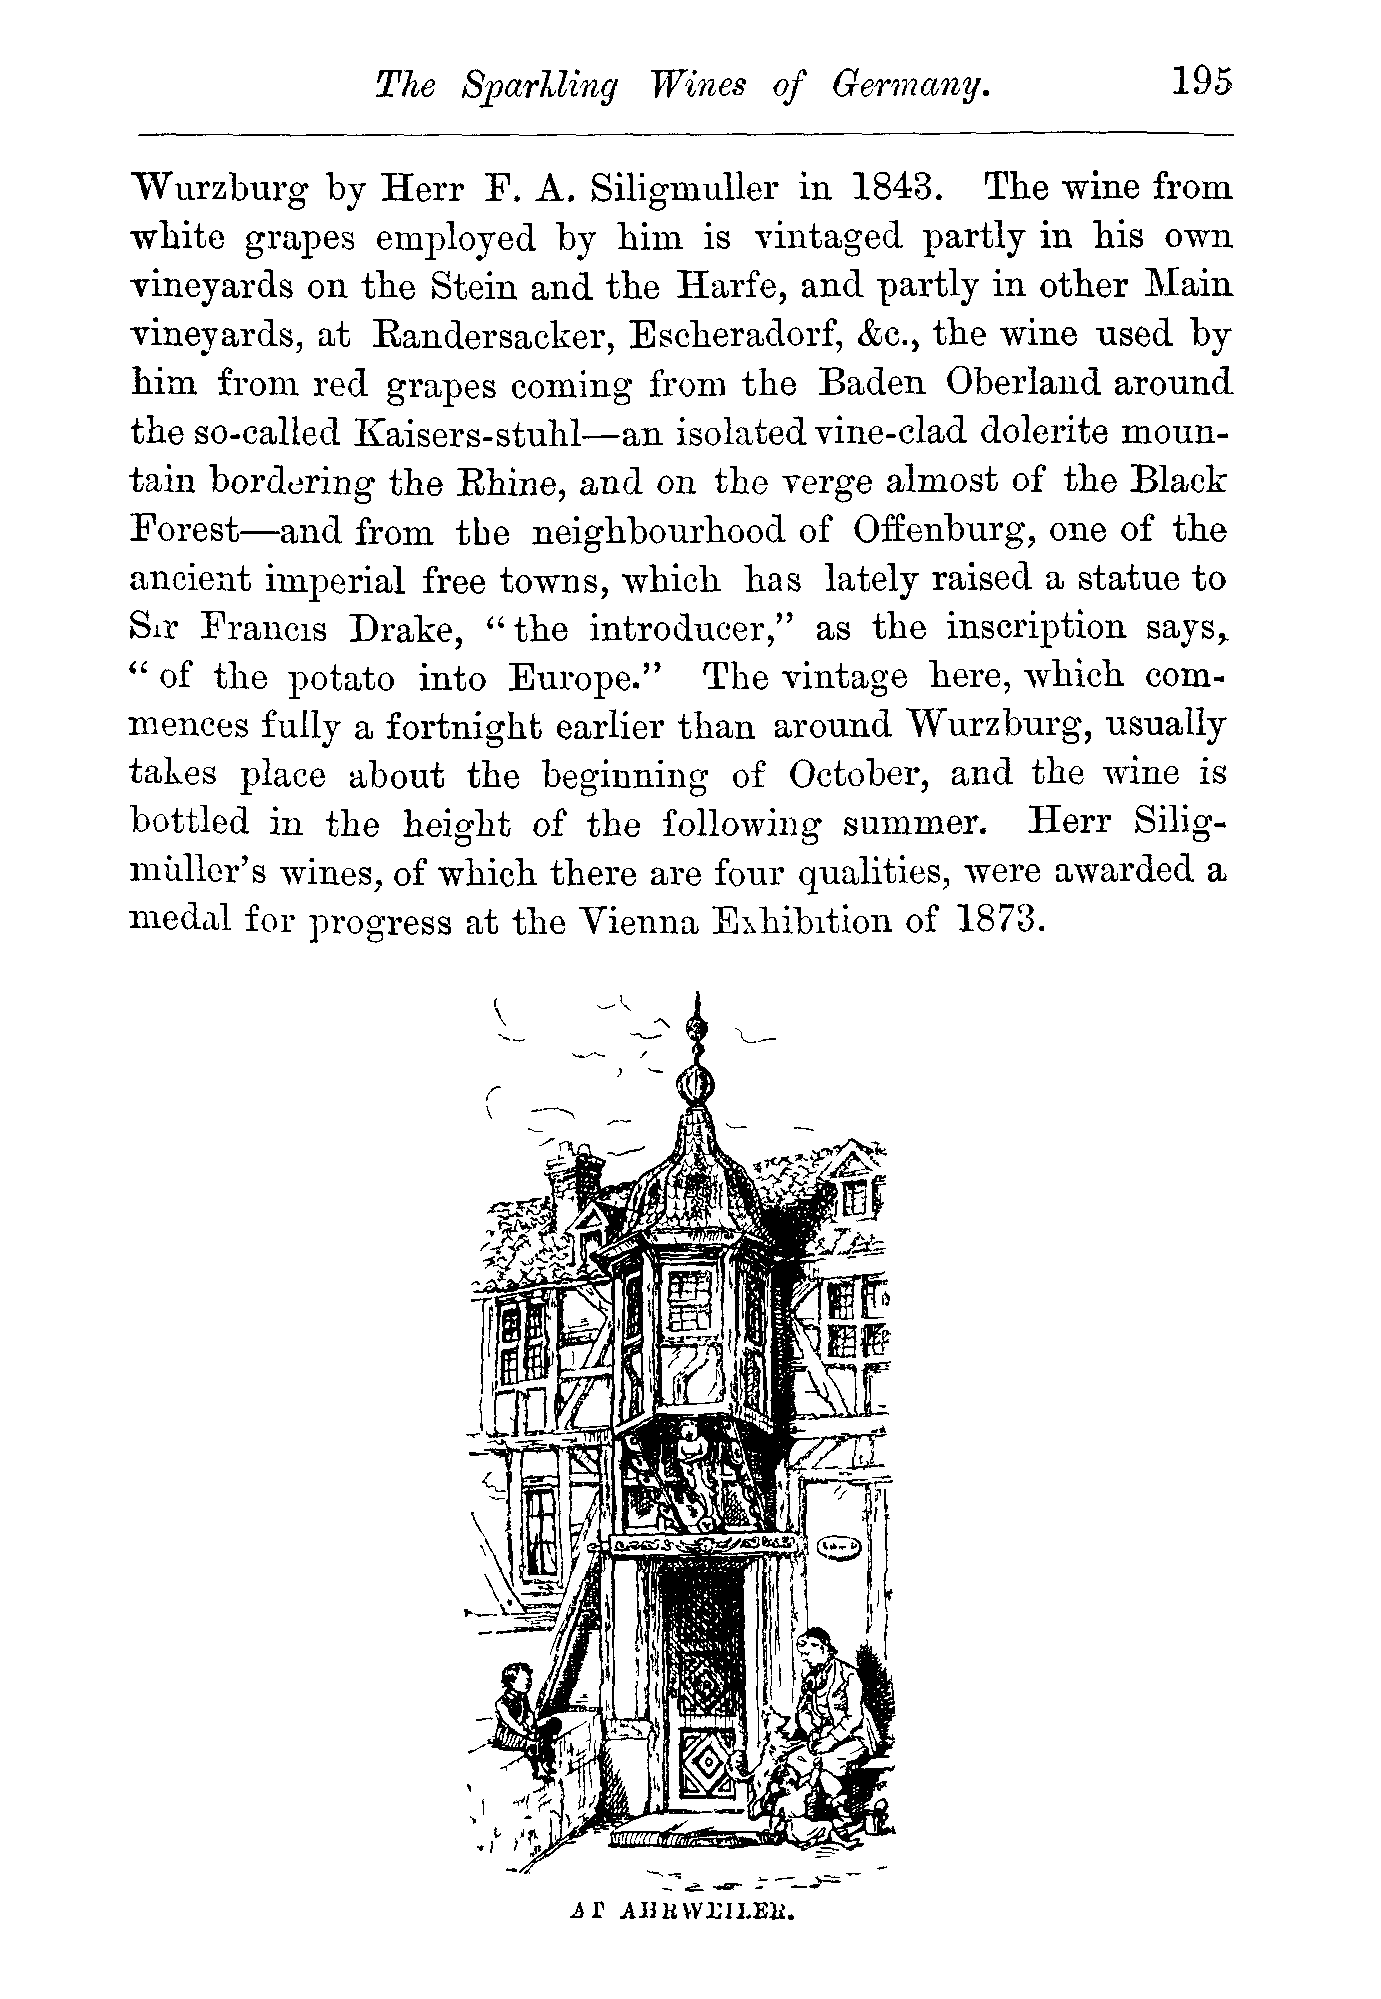 The Sparkling Wines of Germany. 195
Wurzburg by Herr F. A. Siligmuller in 1843. The wine from
white grapes employed by him is vintaged partly in his own
vineyards on the Stein and the Harfe, and partly in other Main
vineyards, at Randersacker, Escheradorf, &c., the wine used by
him from red grapes coming from the Baden Oberland around
the so-called Kaisers-stuhl—an isolated vine-clad dolerite moun-
tain bordering the Rhine, and on the verge almost of the Black
Forest—and from the neighbourhood of Offenburg, one of the
ancient imperial free towns, which has lately raised a statue to
Sir Francis Drake, “the introducer,” as the inscription says,
“of the potato into Europe.” The vintage here, which com-
mences fully a fortnight earlier than around Wurzburg, usually
takes place about the beginning of October, and the wine is
bottled in the height of the following summer. Herr Silig-
müller's wines, of which there are four qualities, were awarded a
medal for progress at the Vienna Exhibition of 1873.
AT AHRWEILER.